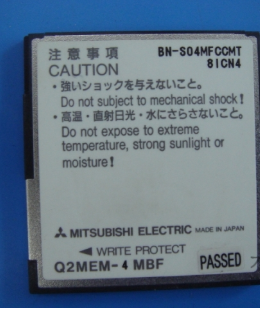 注意事項 BN-S04MFCCMT
CAUTION 8ICN4
・強いショックを与えないこと。
Do not subject to mechanical shock!
・高温・直射日光・水にさらさないこと。
Do not expose to extreme
temperature, strong sunlight or
moisture!
MITSUBISHI ELECTRIC MADE IN JAPAN
◄ WRITE PROTECT
Q2MEM-4 MBF PASSED